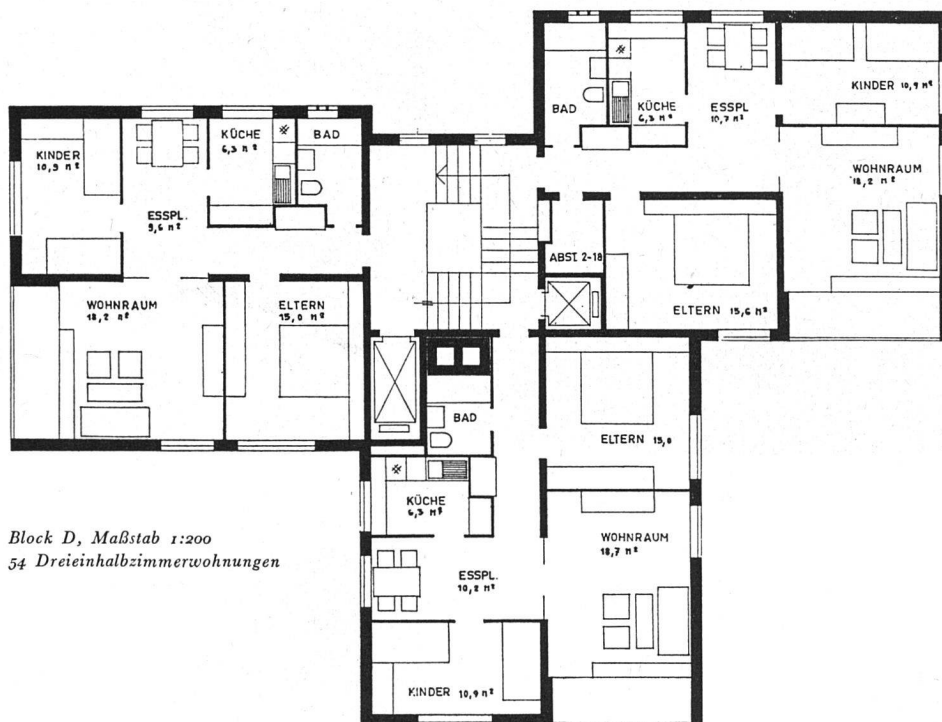 BAD
KÜCHE
6,3 m²
ESSPL
10,7 m²
KINDER 10,9 m²
WOHNRAUM
18,2 m²
ABST. 2-18
ELTERN 15,6 m²
KINDER
10,9 m²
ESSPL.
9,6 m²
KÜCHE
6,3 m²
BAD
WOHNRAUM
18,2 m²
ELTERN
15,0 m²
BAD
ELTERN 15,0
KÜCHE
6,3 m²
WOHNRAUM
18,7 m²
ESSPL.
10,2 m²
KINDER 10,9 m²
Block D, Maßstab 1:200
54 Dreieinhalbzimmerwohnungen